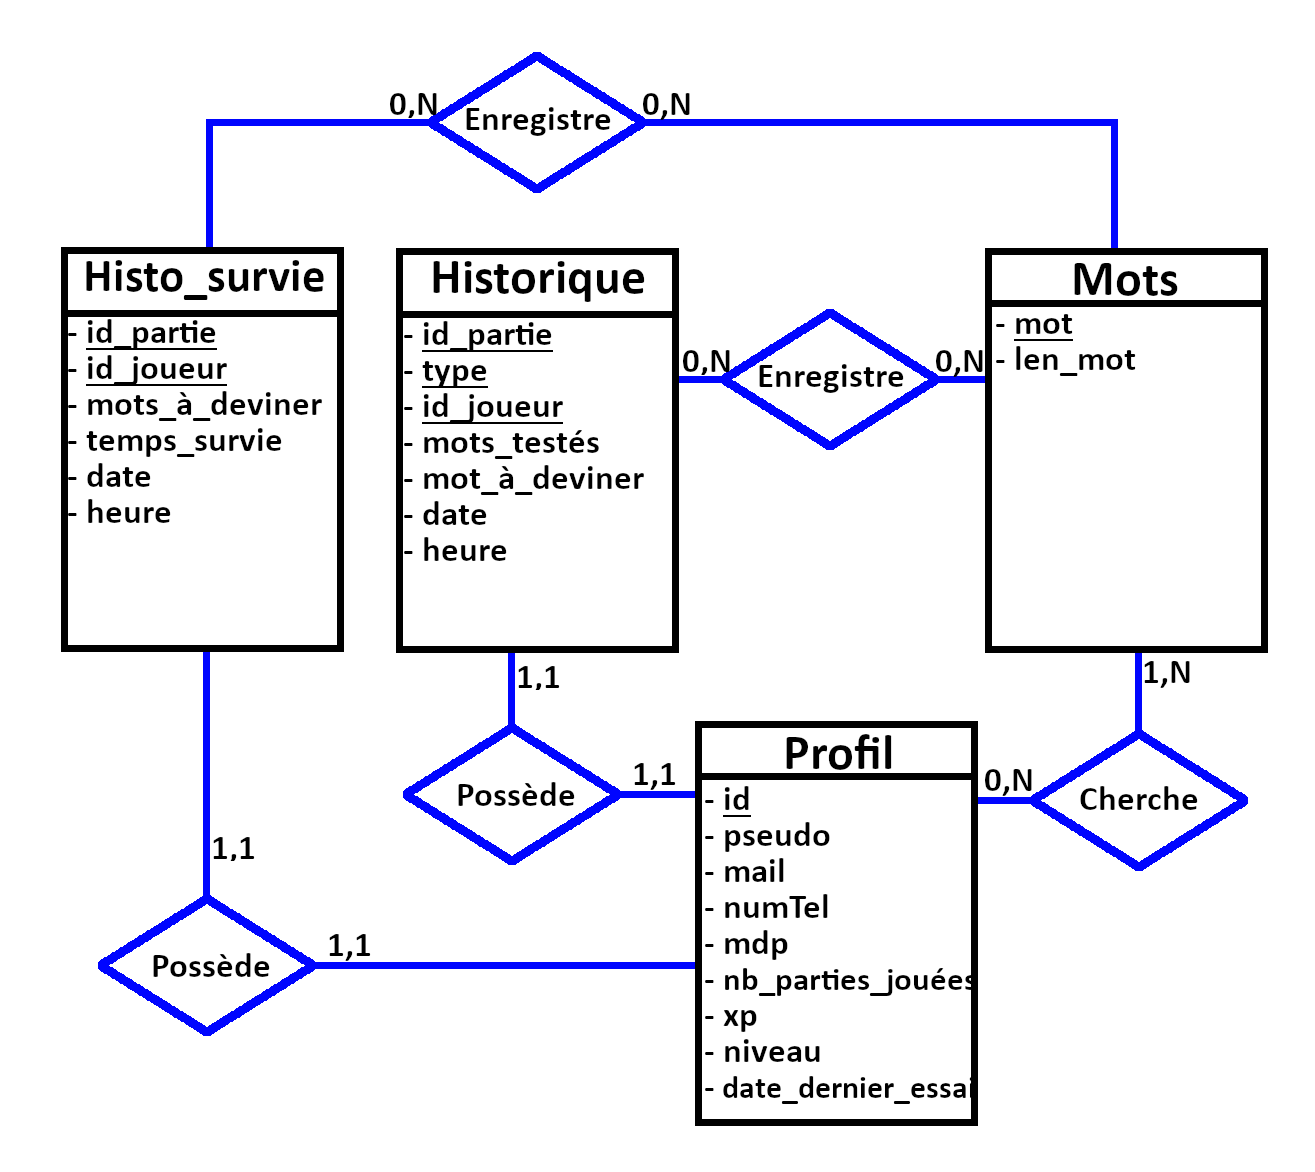 0,N
Enregistre
0,N
Histo_survie
- id_partie
- id_joueur
- mots_à_deviner
- temps_survie
- date
- heure
Historique
- id_partie
- type
- id_joueur
- mots_testés
- mot_à_deviner
- date
- heure
0,N
Enregistre
0,N
Mots
- mot
- len_mot
1,1
Possède
1,1
1,N
Cherche
0,N
Profil
- id
- pseudo
- mail
- numTel
- mdp
- nb_parties_jouées
- xp
- niveau
- date_dernier_essai
1,1
Possède
1,1